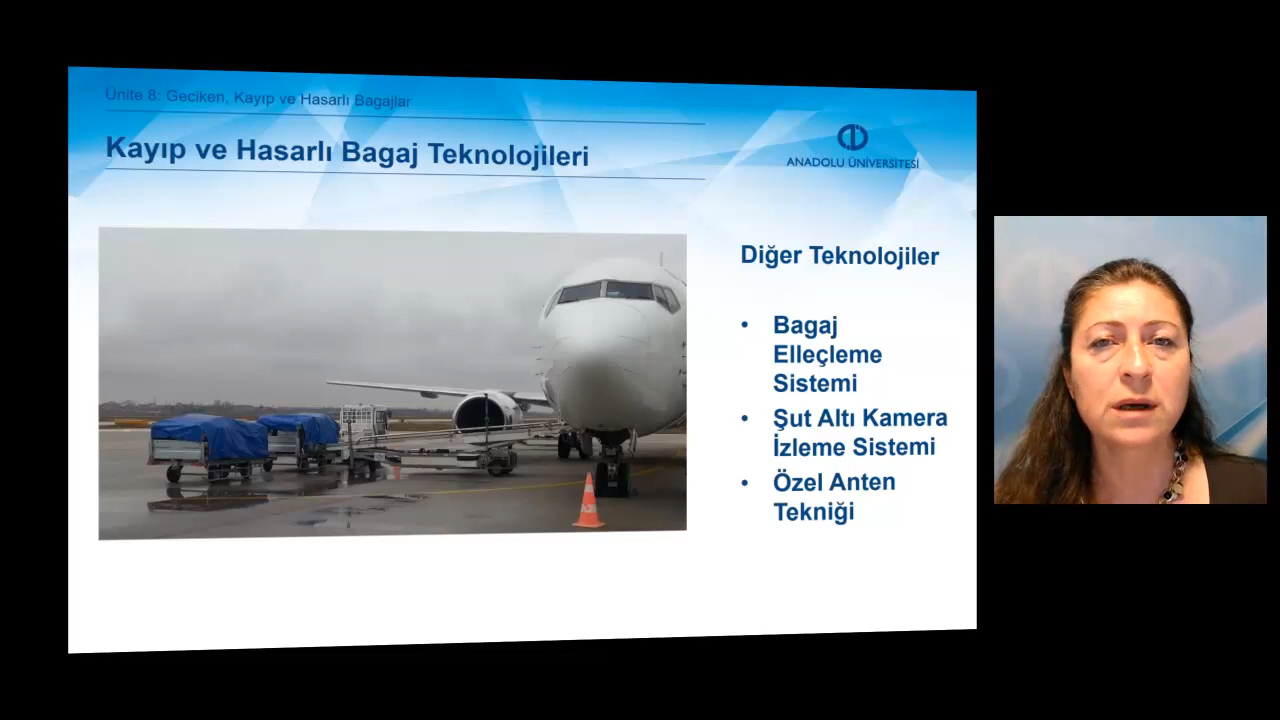 Ünite 8: Geciken, Kayıp ve Hasarlı Bagajlar
Kayıp ve Hasarlı Bagaj Teknolojileri
ANADOLU ÜNİVERSİTESİ
Diğer Teknolojiler
• Bagaj
Elleçleme
Sistemi
• Şut Altı Kamera
İzleme Sistemi
• Özel Anten
Tekniği